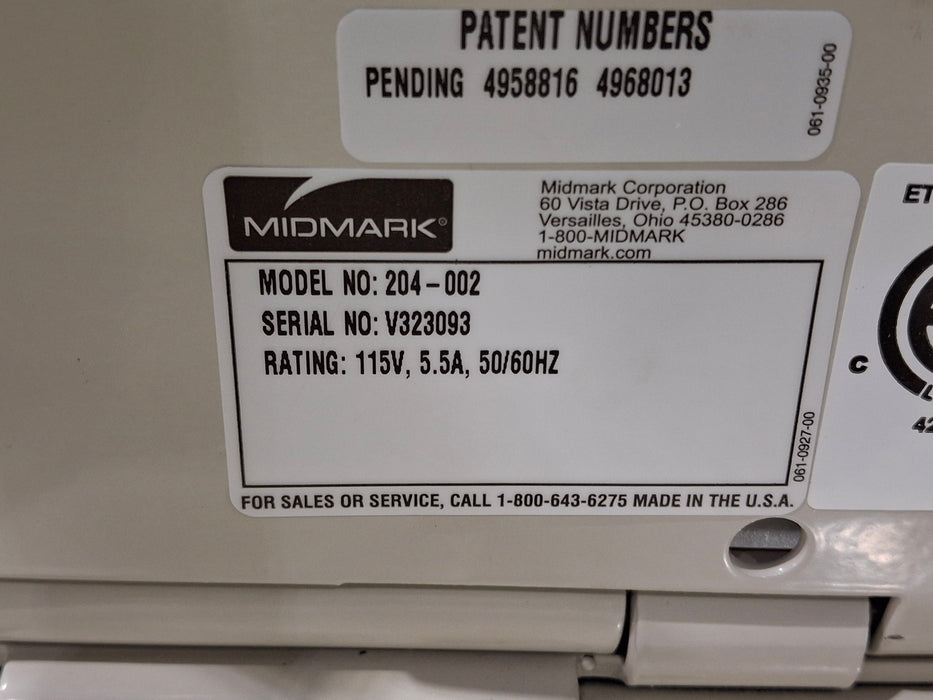 PATENT NUMBERS
PENDING 4958816 4968013
061-0935-00
MIDMARK®
Midmark Corporation
60 Vista Drive, P.O. Box 286
Versailles, Ohio 45380-0286
1-800-MIDMARK
midmark.com
MODEL NO: 204-002
SERIAL NO: V323093
RATING: 115V, 5.5A, 50/60HZ
061-0927-00
FOR SALES OR SERVICE, CALL 1-800-643-6275 MADE IN THE U.S.A.
C